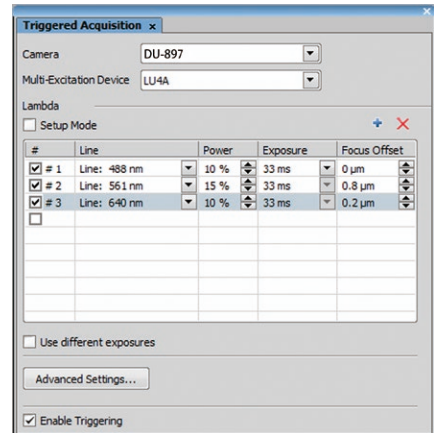 Triggered Acquisition x
Camera DU-897
Multi-Excitation Device LU4A
Lambda
Setup Mode
# Line Power Exposure Focus Offset
# 1 Line: 488 nm 10 % 33 ms 0 µm
# 2 Line: 561 nm 15 % 33 ms 0.8 µm
# 3 Line: 640 nm 10 % 33 ms 0.2 µm
Use different exposures
Advanced Settings...
Enable Triggering